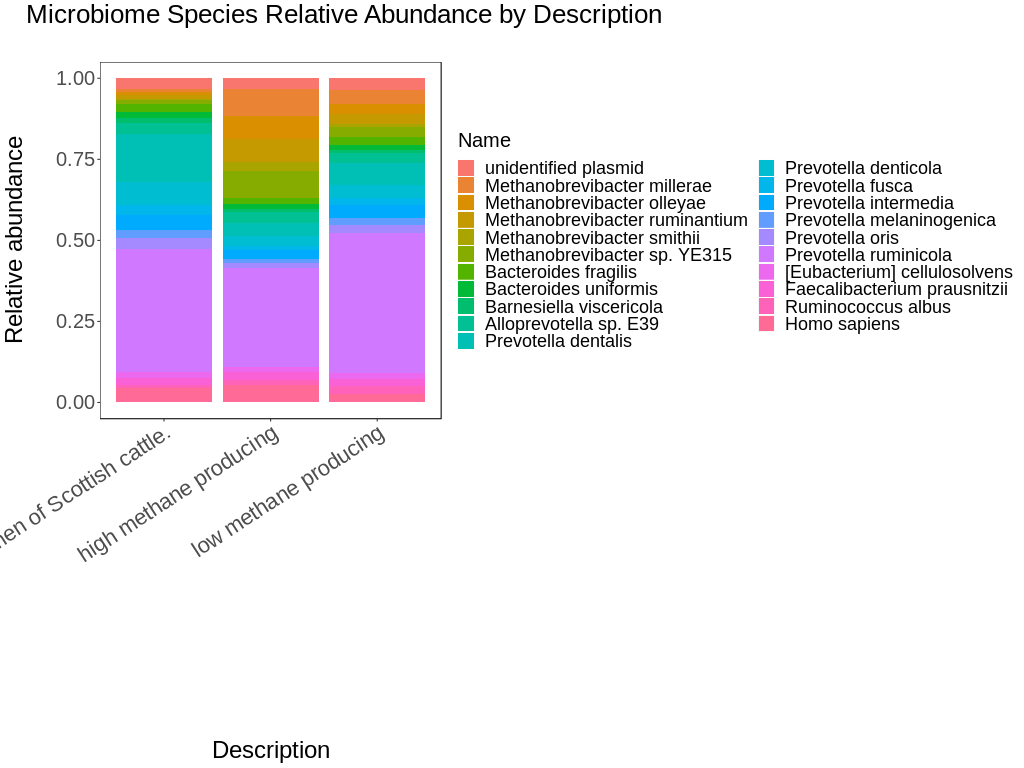 Microbiome Species Relative Abundance by Description
Relative abundance
1.00
0.75
0.50
0.25
0.00
of Scottish cattle.
high methane producing
low methane producing
Description
Name
unidentified plasmid
Methanobrevibacter millerae
Methanobrevibacter olleyae
Methanobrevibacter ruminantium
Methanobrevibacter smithii
Methanobrevibacter sp. YE315
Bacteroides fragilis
Bacteroides uniformis
Barnesiella viscericola
Alloprevotella sp. E39
Prevotella dentalis
Prevotella denticola
Prevotella fusca
Prevotella intermedia
Prevotella melaninogenica
Prevotella oris
Prevotella ruminicola
[Eubacterium] cellulosolvens
Faecalibacterium prausnitzii
Ruminococcus albus
Homo sapiens